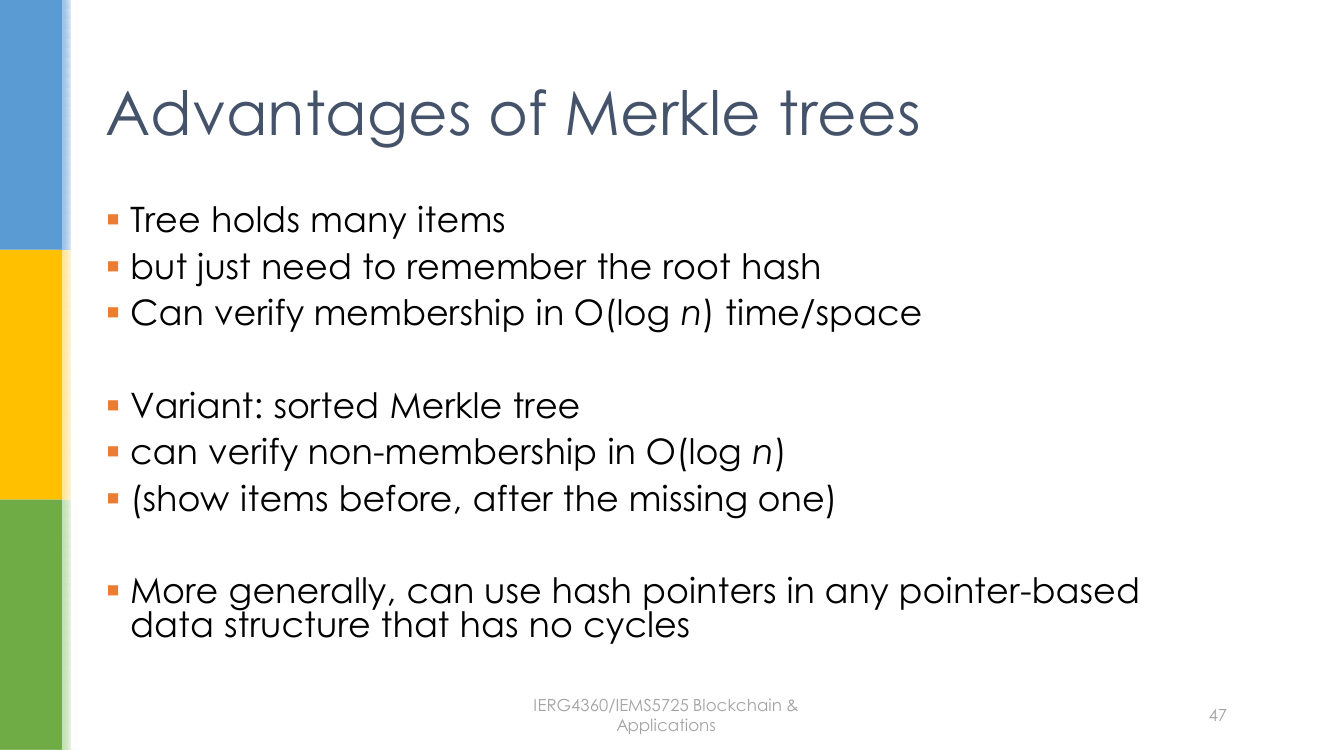 Advantages of Merkle trees
▪ Tree holds many items
▪ but just need to remember the root hash
▪ Can verify membership in O(log n) time/space
▪ Variant: sorted Merkle tree
▪ can verify non-membership in O(log n)
▪ (show items before, after the missing one)
▪ More generally, can use hash pointers in any pointer-based
data structure that has no cycles
IERG4360/IEMS5725 Blockchain &
Applications
47